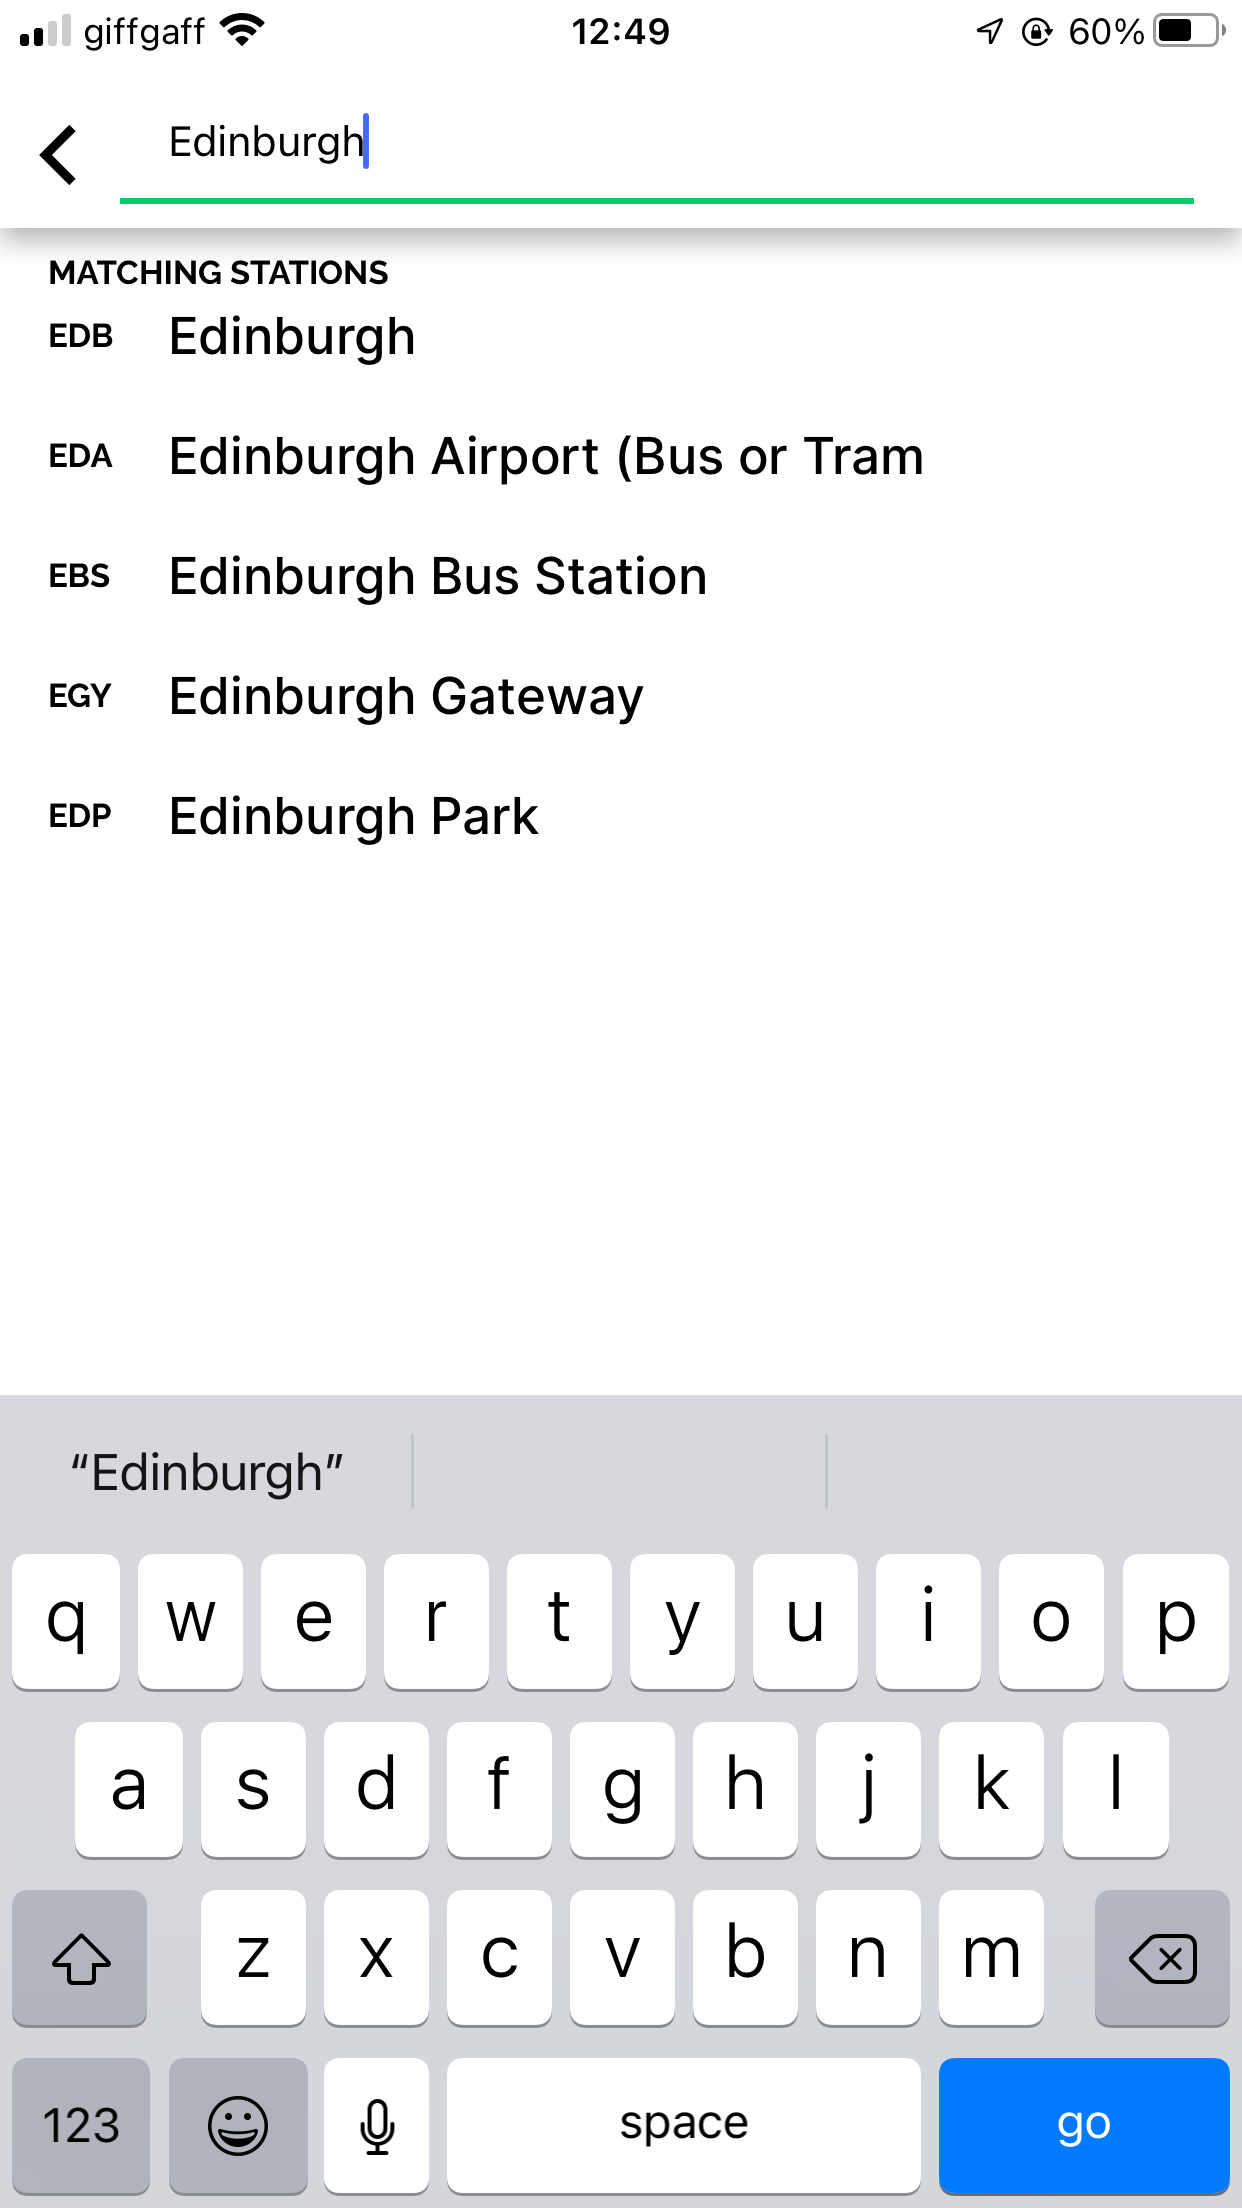 giffgaff 12:49 60%
Edinburgh
MATCHING STATIONS
EDB Edinburgh
EDA Edinburgh Airport (Bus or Tram
EBS Edinburgh Bus Station
EGY Edinburgh Gateway
EDP Edinburgh Park
“Edinburgh”
q w e r t y u i o p
a s d f g h j k l
z x c v b n m
123 space go